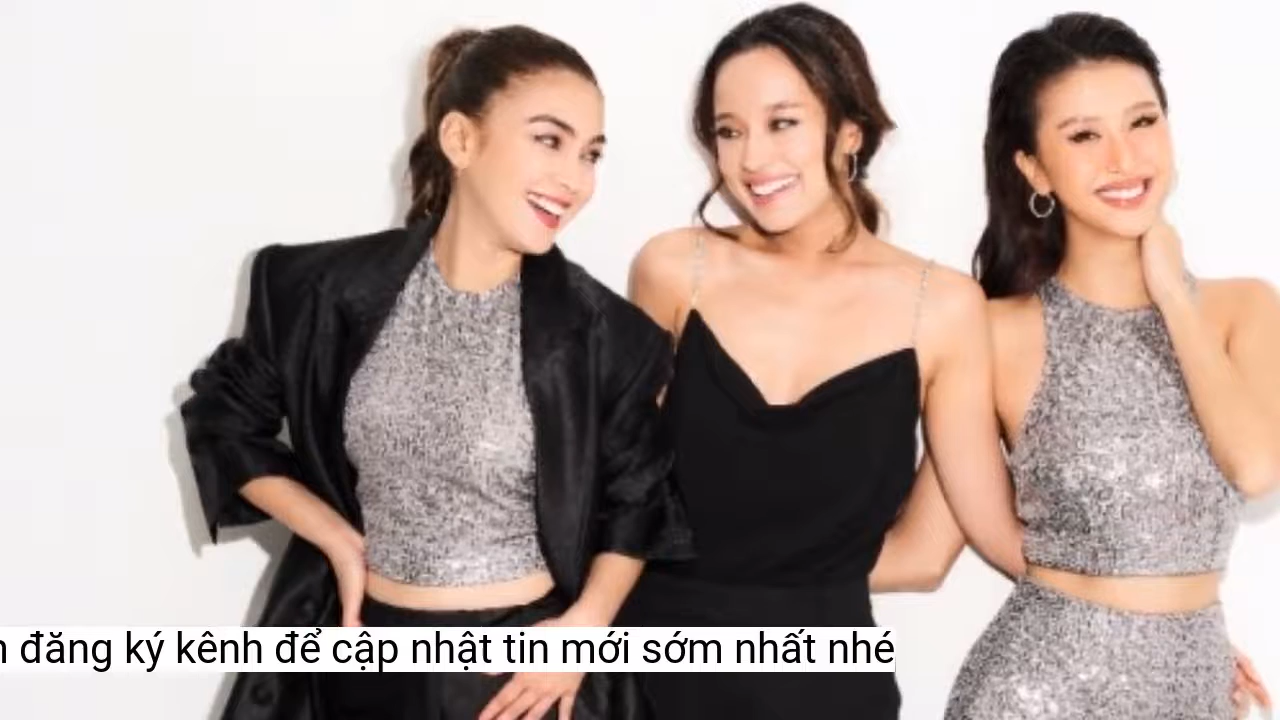 đăng ký kênh để cập nhật tin mới sớm nhất nhé